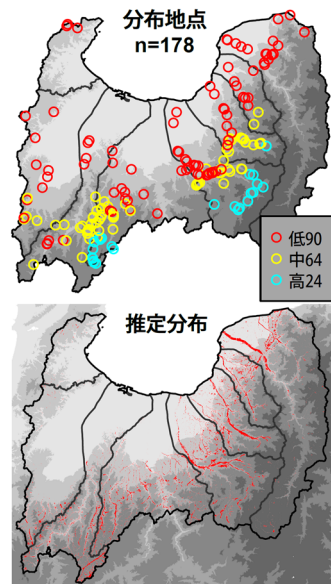 分布地点
n=178
低90
中64
高24
推定分布